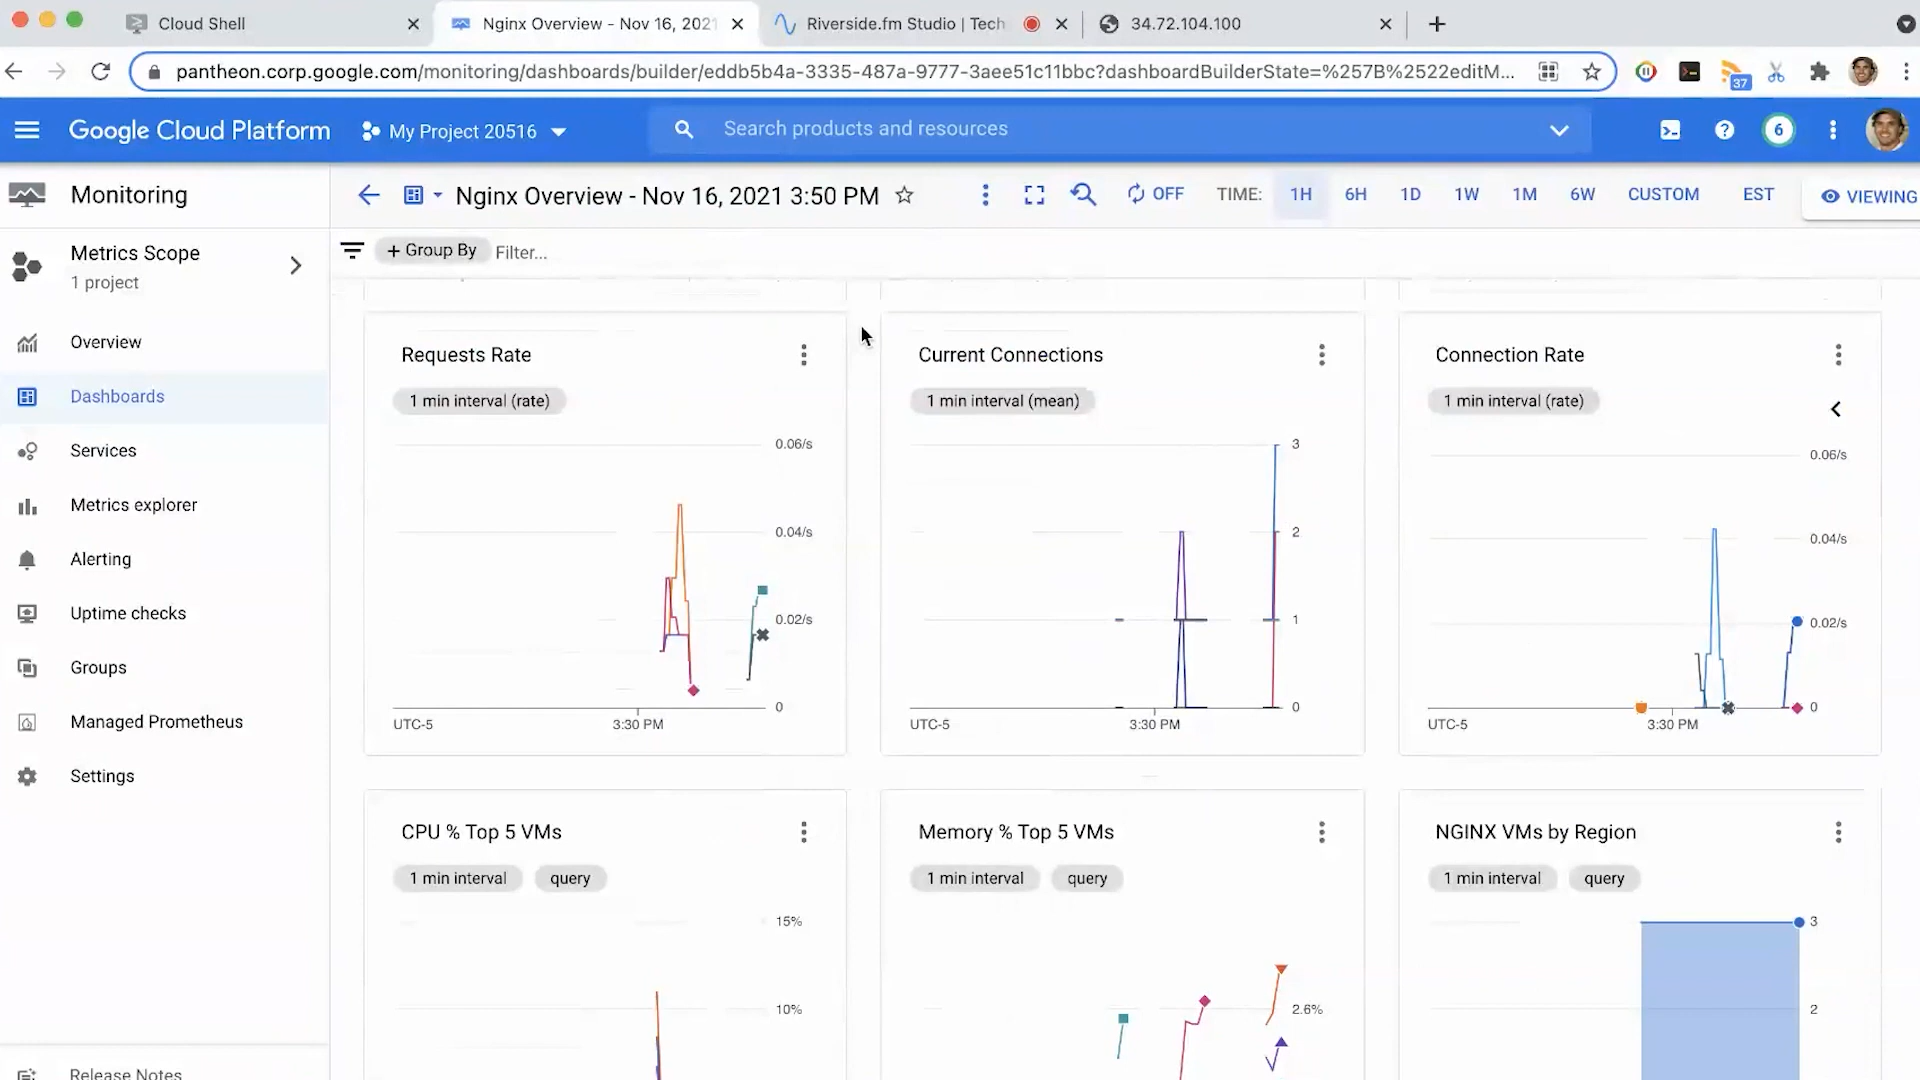 Cloud Shell
Nginx Overview - Nov 16, 2021
Riverside.fm Studio | Tech
34.72.104.100
pantheon.corp.google.com/monitoring/dashboards/builder/eddb5b4a-3335-487a-9777-3aee51c11bbc?dashboardBuilderState=%257B%2522editM...
37
Google Cloud Platform
My Project 20516
Search products and resources
6
Monitoring
Nginx Overview - Nov 16, 2021 3:50 PM
OFF
TIME:
1H
6H
1D
1W
1M
6W
CUSTOM
EST
VIEWING
Metrics Scope
1 project
+ Group By
Filter...
Overview
Dashboards
Services
Metrics explorer
Alerting
Uptime checks
Groups
Managed Prometheus
Settings
Release Notes
Requests Rate
1 min interval (rate)
0.06/s
0.04/s
0.02/s
0
UTC-5
3:30 PM
Current Connections
1 min interval (mean)
3
2
1
0
UTC-5
3:30 PM
Connection Rate
1 min interval (rate)
0.06/s
0.04/s
0.02/s
0
UTC-5
3:30 PM
CPU % Top 5 VMs
1 min interval
query
15%
10%
Memory % Top 5 VMs
1 min interval
query
2.6%
NGINX VMs by Region
1 min interval
query
3
2